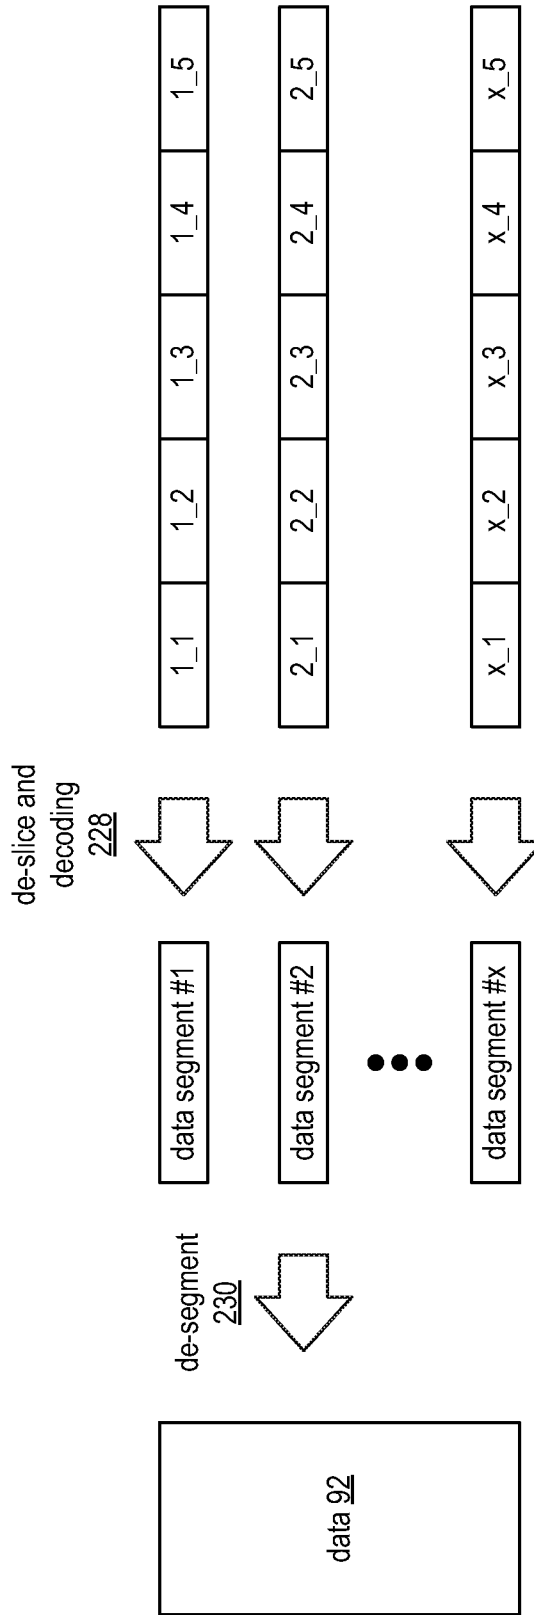 de-slice and
decoding
228
data segment #1
1_1
1_2
1_3
1_4
1_5
de-segment
230
data segment #2
2_1
2_2
2_3
2_4
2_5
data 92
data segment #x
x_1
x_2
x_3
x_4
x_5